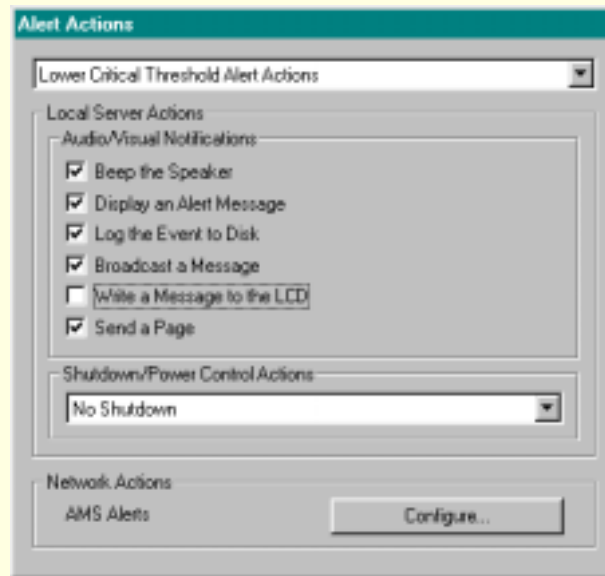 Alert Actions
Lower Critical Threshold Alert Actions
Local Server Actions
Audio/Visual Notifications
Beep the Speaker
Display an Alert Message
Log the Event to Disk
Broadcast a Message
Write a Message to the LCD
Send a Page
Shutdown/Power Control Actions
No Shutdown
Network Actions
AMS Alerts
Configure...